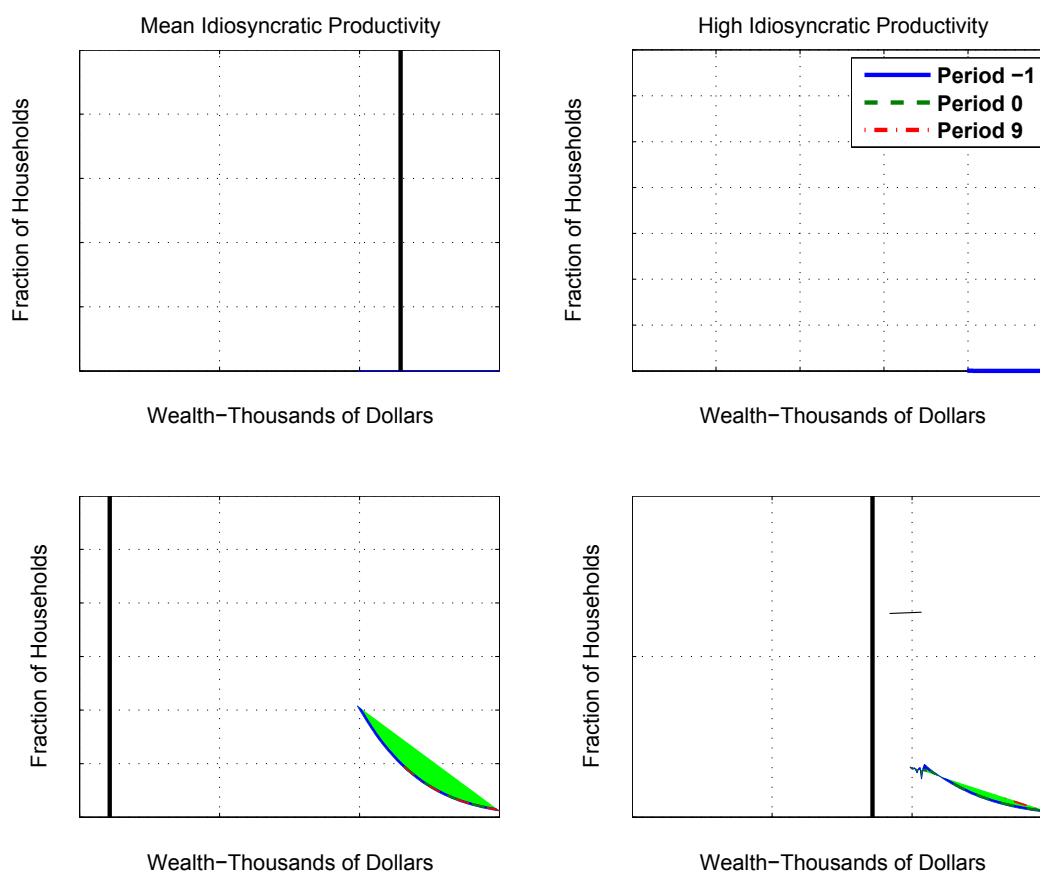 Mean Idiosyncratic Productivity
High Idiosyncratic Productivity
Fraction of Households
Fraction of Households
Period −1
Period 0
Period 9
Wealth−Thousands of Dollars
Wealth−Thousands of Dollars
Fraction of Households
Fraction of Households
Wealth−Thousands of Dollars
Wealth−Thousands of Dollars